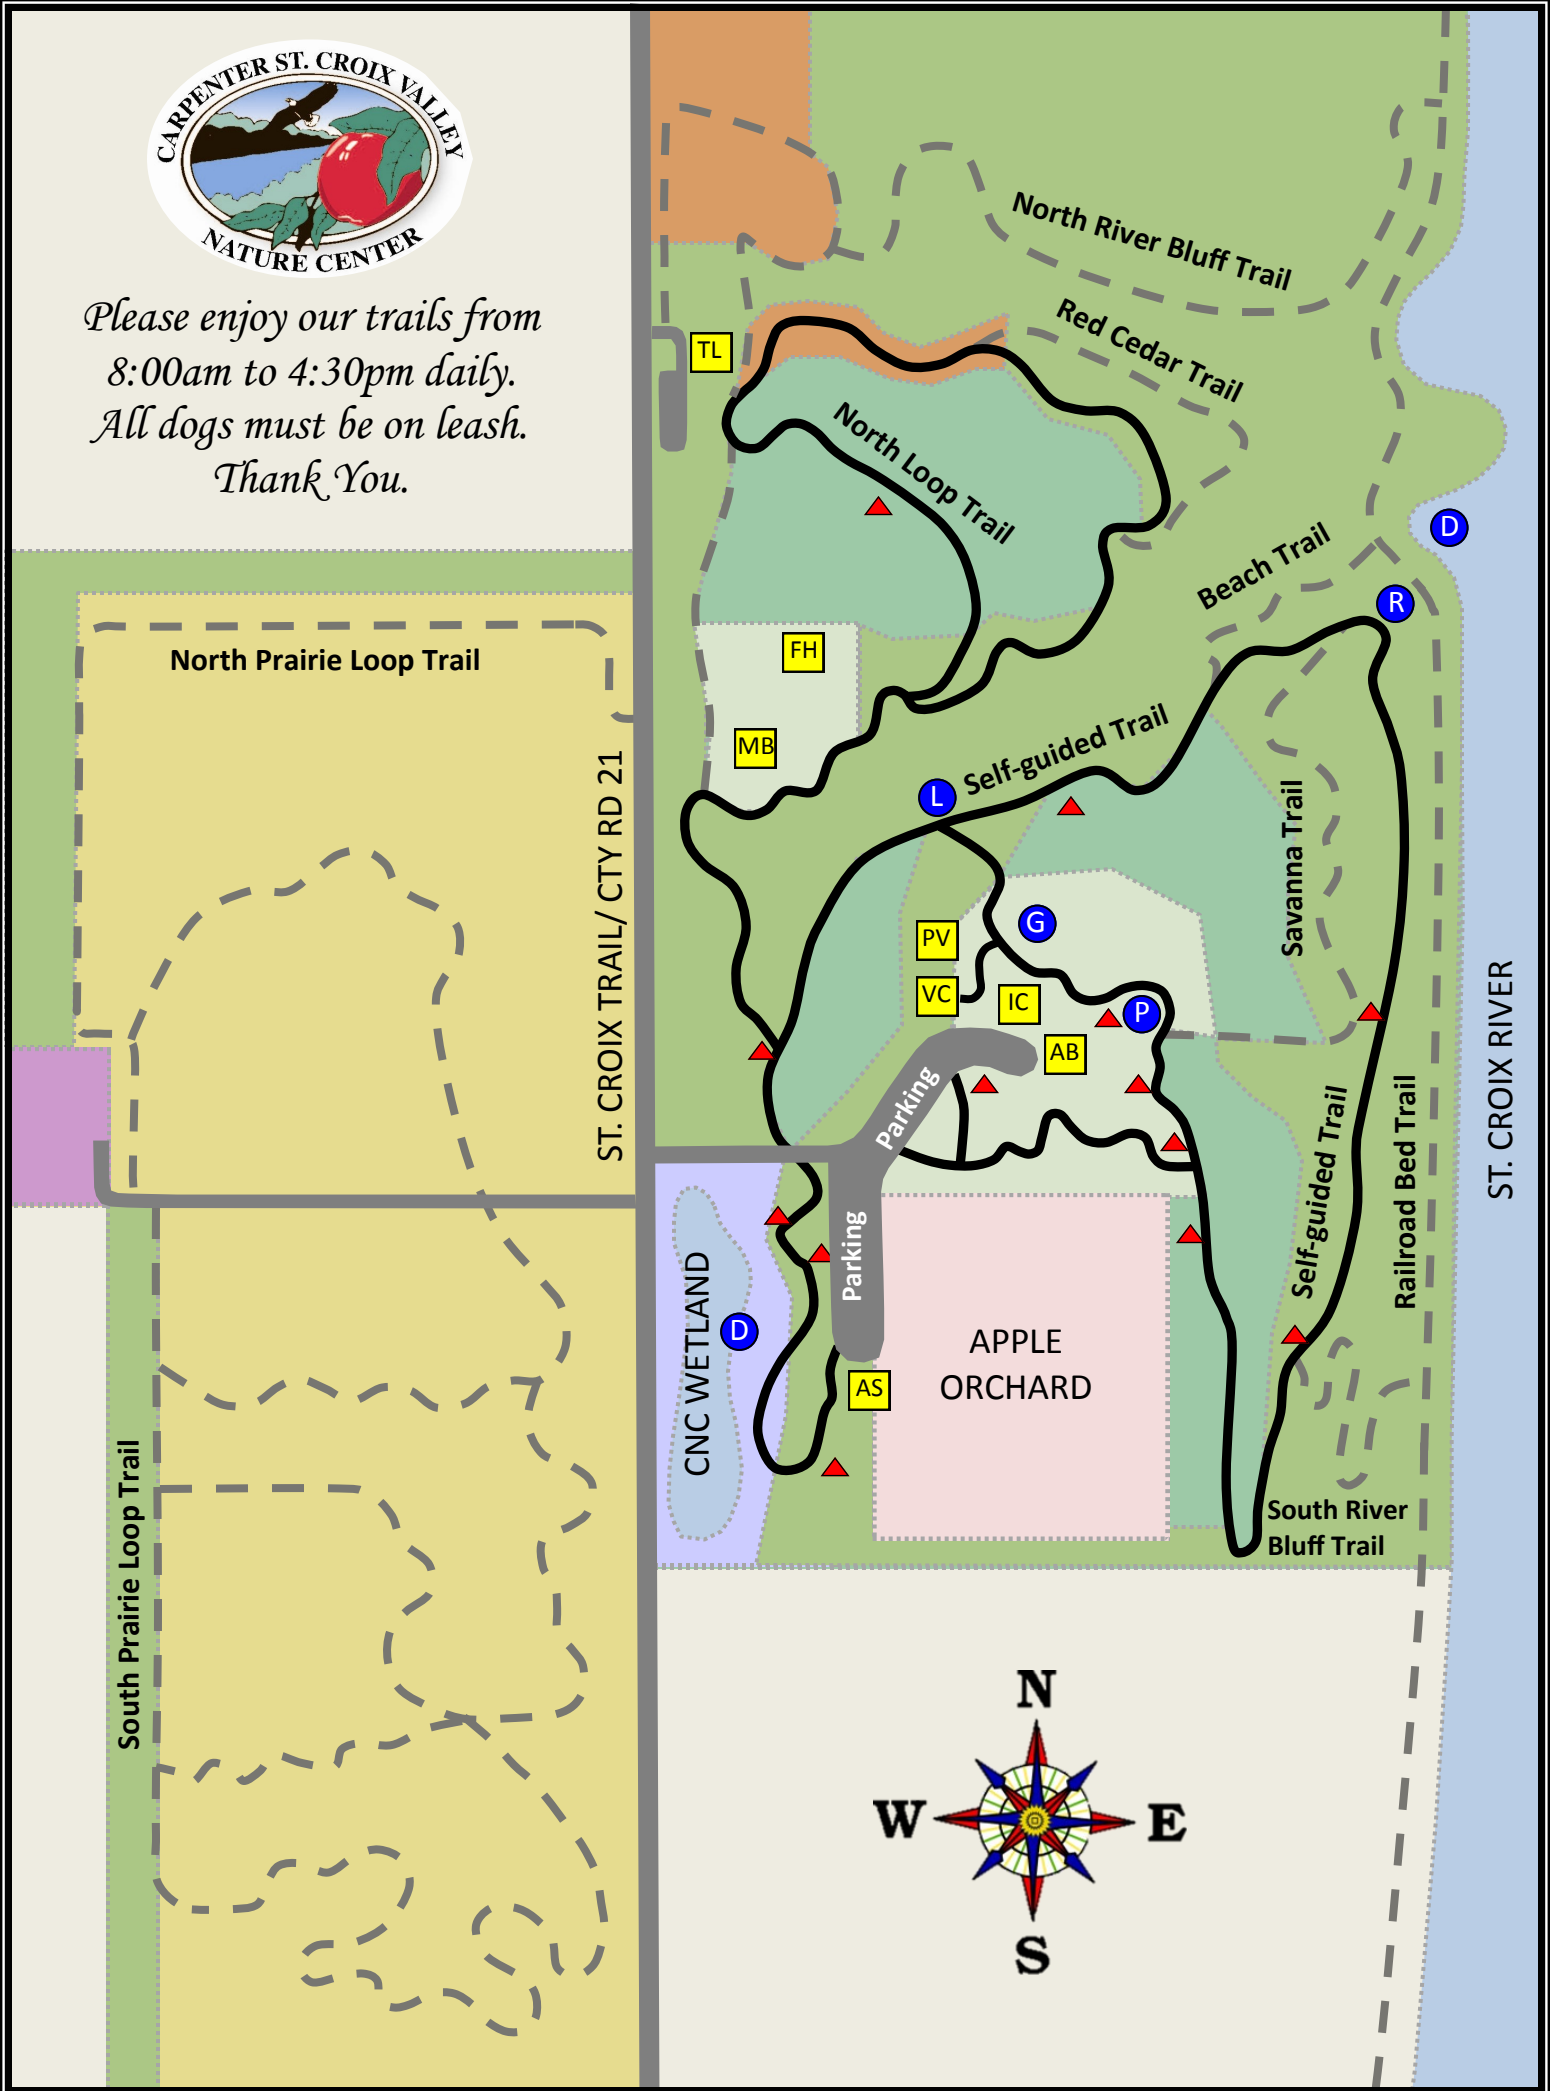 CARPENTER ST. CROIX VALLEY
NATURE CENTER
Please enjoy our trails from
8:00am to 4:30pm daily.
All dogs must be on leash.
Thank You.
North River Bluff Trail
Red Cedar Trail
TL
North Loop Trail
D
Beach Trail
R
FH
North Prairie Loop Trail
MB
Self-guided Trail
L
ST. CROIX TRAIL/ CTY RD 21
Savanna Trail
G
PV
VC
IC
P
AB
Parking
ST. CROIX RIVER
Self-guided Trail
Railroad Bed Trail
Parking
CNC WETLAND
D
APPLE
ORCHARD
AS
South Prairie Loop Trail
South River
Bluff Trail
N
W
E
S